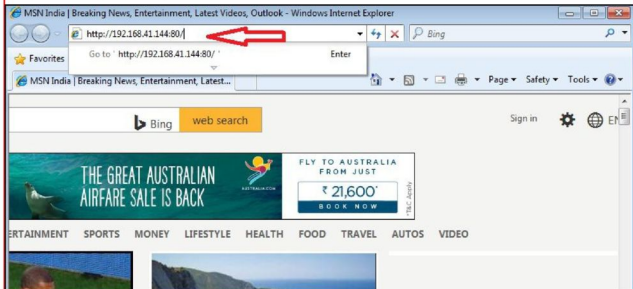 MSN India | Breaking News, Entertainment, Latest Videos, Outlook - Windows Internet Explorer
http://192.168.41.144:80/
Bing
Go to ' http://192.168.41.144:80/ ' Enter
Favorites
MSN India | Breaking News, Entertainment, Latest...
Page Safety Tools
Bing web search Sign in EN
THE GREAT AUSTRALIAN
AIRFARE SALE IS BACK
AUSTRALIA.COM
FLY TO AUSTRALIA
FROM JUST
₹ 21,600*
BOOK NOW
*T&C Apply
ERTAINMENT SPORTS MONEY LIFESTYLE HEALTH FOOD TRAVEL AUTOS VIDEO